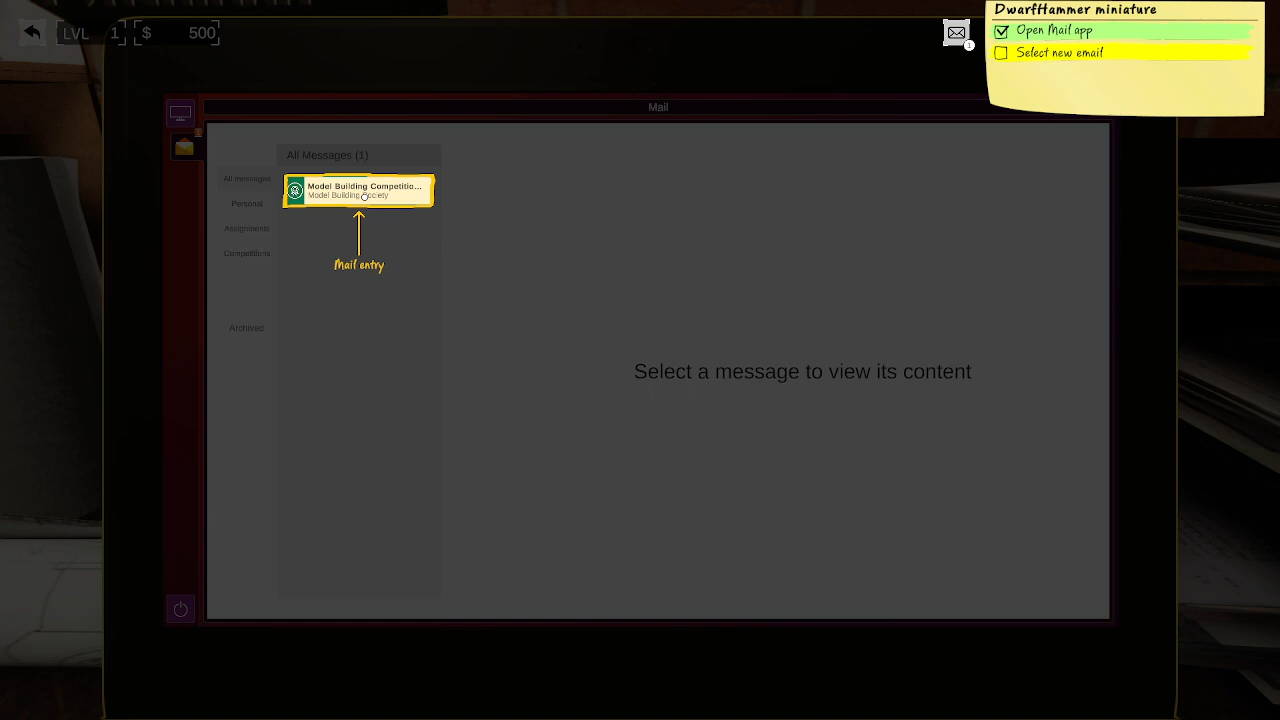 LVL 1 $ 500
1
DwarfHammer miniature
Open Mail app
Select new email
Mail
All Messages (1)
All messages
Personal
Assignments
Competitions
Archived
Model Building Competitio...
Model Building Society
Mail entry
Select a message to view its content